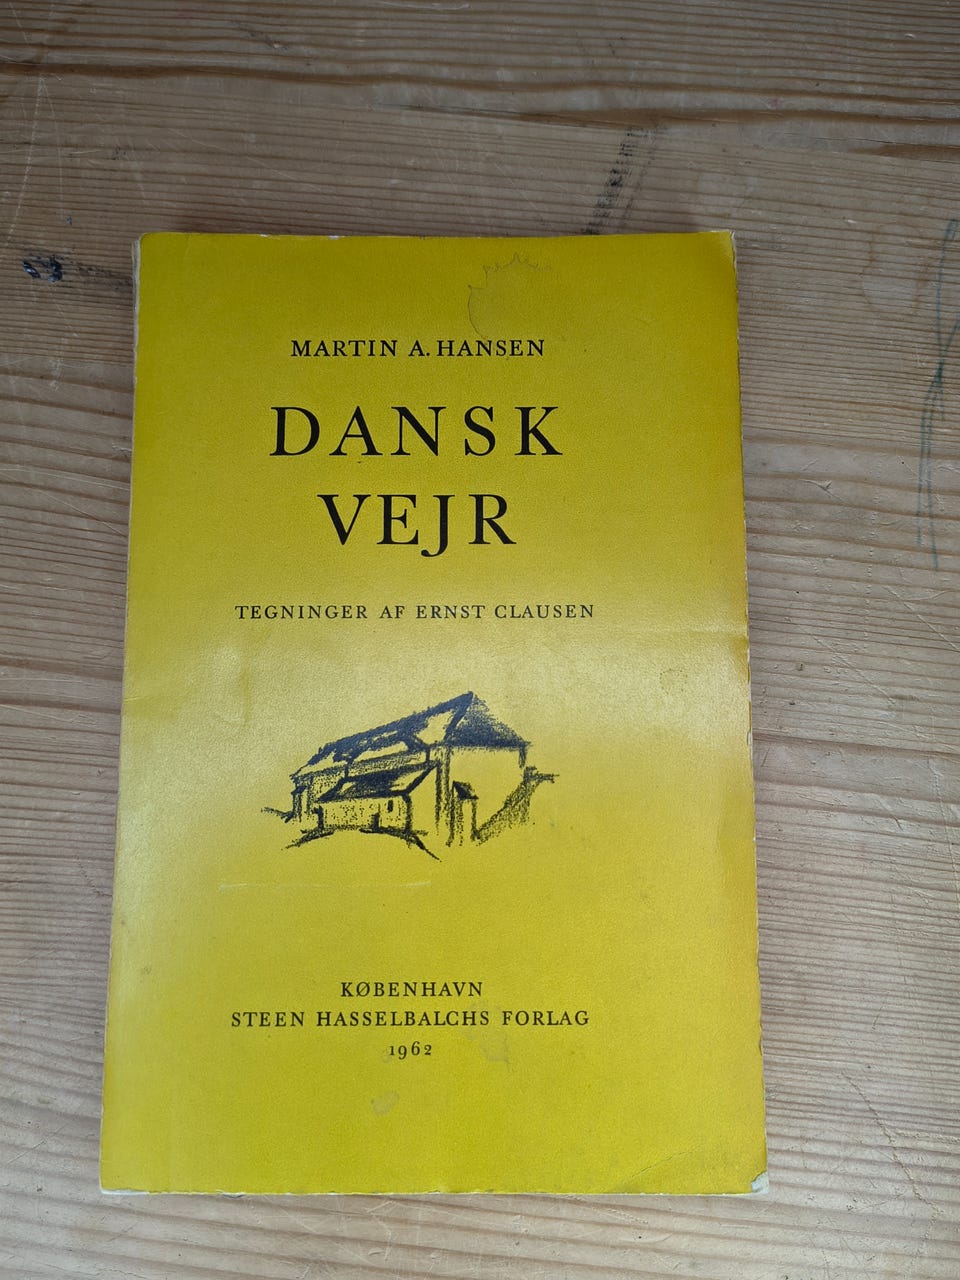 MARTIN A. HANSEN
DANSK
VEJR
TEGNINGER AF ERNST CLAUSEN
KØBENHAVN
STEEN HASSELBALCHS FORLAG
1962